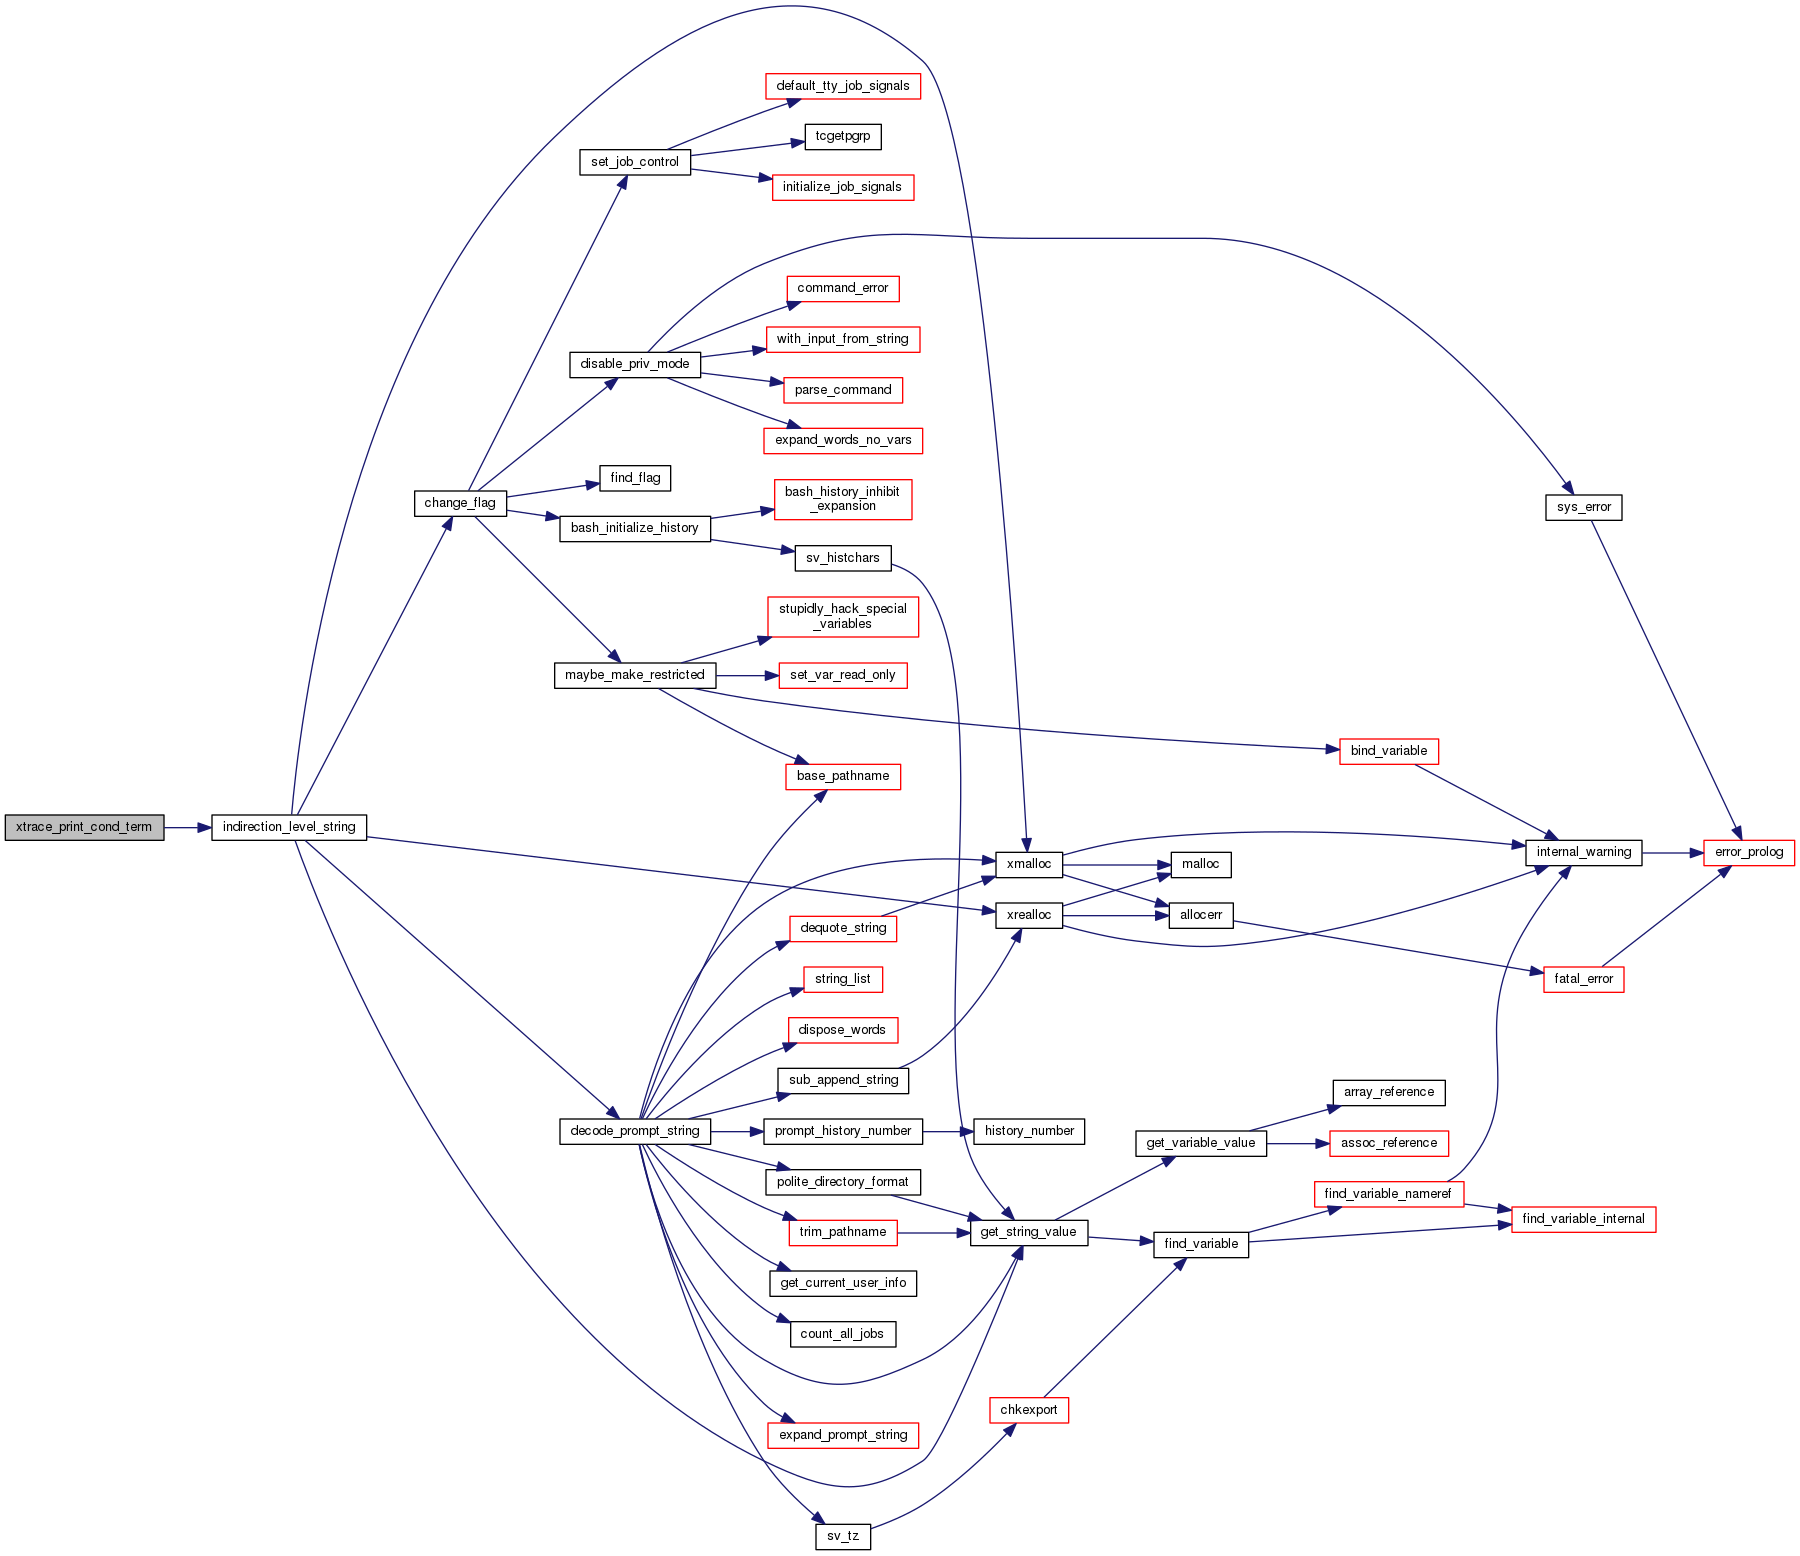 default_tty_job_signals
tcgetpgrp
set_job_control
initialize_job_signals
command_error
with_input_from_string
disable_priv_mode
parse_command
expand_words_no_vars
find_flag
change_flag
bash_history_inhibit
_expansion
sys_error
bash_initialize_history
sv_histchars
stupidly_hack_special
_variables
maybe_make_restricted
set_var_read_only
bind_variable
base_pathname
xtrace_print_cond_term
indirection_level_string
xmalloc
malloc
internal_warning
error_prolog
xrealloc
allocerr
dequote_string
string_list
fatal_error
dispose_words
sub_append_string
array_reference
decode_prompt_string
prompt_history_number
history_number
get_variable_value
assoc_reference
polite_directory_format
find_variable_nameref
find_variable_internal
trim_pathname
get_string_value
find_variable
get_current_user_info
count_all_jobs
chkexport
expand_prompt_string
sv_tz